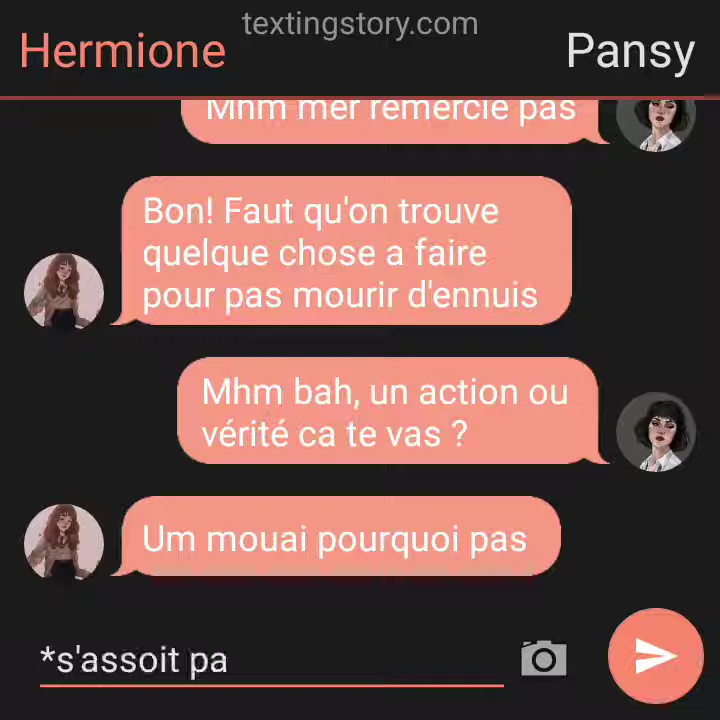 textingstory.com
Hermione
Pansy
Mhm mer remercie pas
Bon! Faut qu'on trouve
quelque chose a faire
pour pas mourir d'ennuis
Mhm bah, un action ou
vérité ca te vas ?
Um mouai pourquoi pas
*s'assoit pa